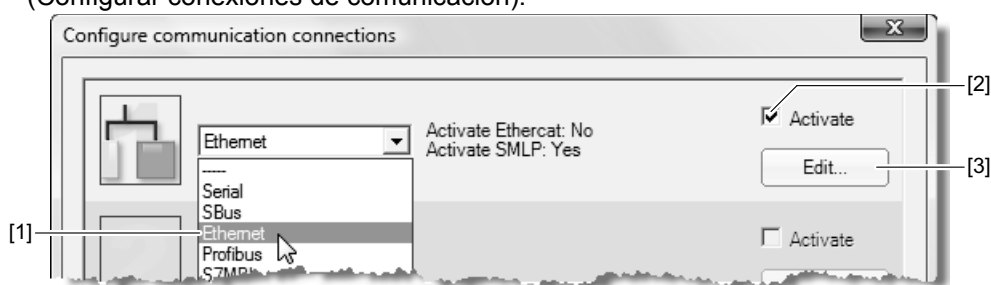 (Configurar conexiones de comunicación).
Configure communication connections
[2]
Activate
Ethernet
Activate Ethercat: No
Activate SMLP: Yes
Edit...
[3]
-----
Serial
SBus
[1]
Ethernet
Profibus
Activate